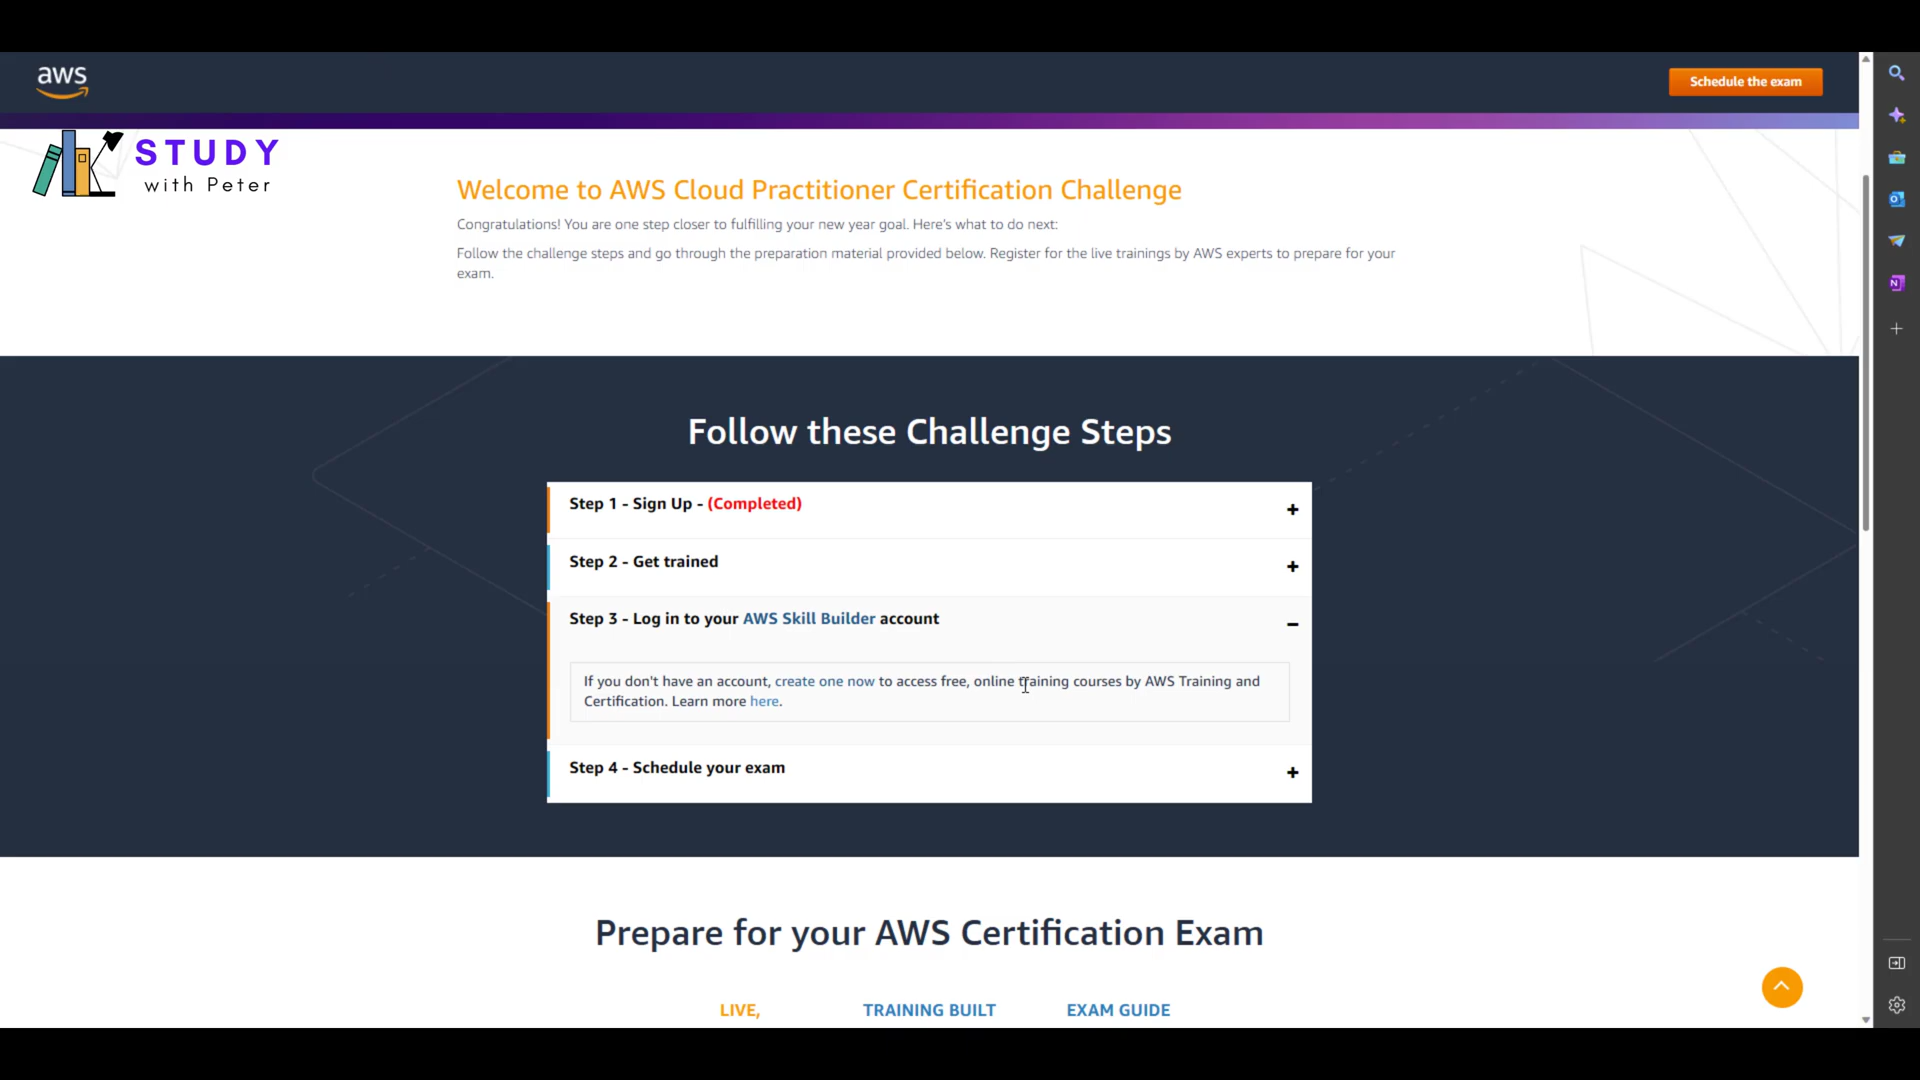 aws
Schedule the exam
STUDY
with Peter
Welcome to AWS Cloud Practitioner Certification Challenge
Congratulations! You are one step closer to fulfilling your new year goal. Here's what to do next:
Follow the challenge steps and go through the preparation material provided below. Register for the live trainings by AWS experts to prepare for your
exam.
Follow these Challenge Steps
Step 1 - Sign Up - (Completed)
Step 2 - Get trained
Step 3 - Log in to your AWS Skill Builder account
If you don't have an account, create one now to access free, online training courses by AWS Training and
Certification. Learn more here.
Step 4 - Schedule your exam
Prepare for your AWS Certification Exam
LIVE, TRAINING BUILT EXAM GUIDE